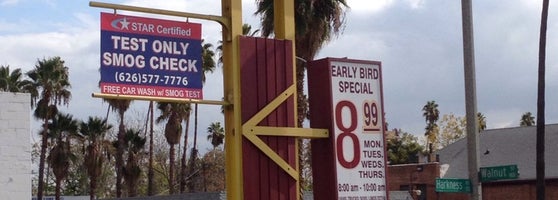 STAR Certified
TEST ONLY
SMOG CHECK
(626)577-7776
FREE CAR WASH w/ SMOG TEST
EARLY BIRD
SPECIAL
8 99
MON.
TUES.
WEDS.
THURS.
8:00 am - 10:00 am
Harkness
Walnut